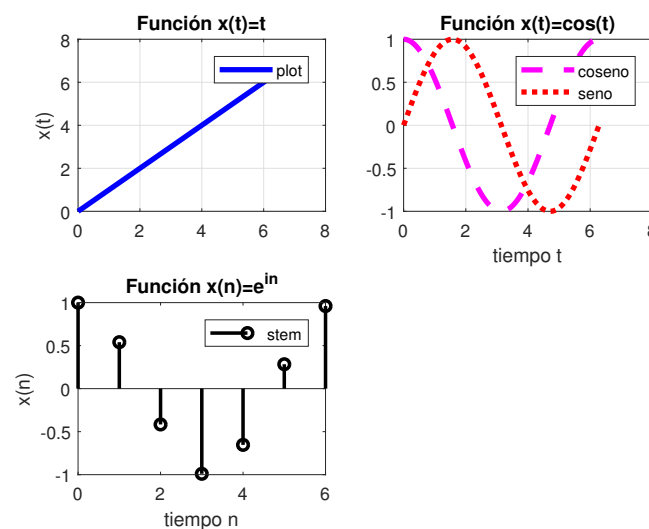 Función x(t)=t
8
6
4
2
0
x(t)
plot
0 2 4 6 8
Función x(t)=cos(t)
1
0.5
0
-0.5
-1
coseno
seno
0 2 4 6 8
tiempo t
Función x(n)=e^in
1
0.5
0
-0.5
-1
x(n)
stem
0 2 4 6
tiempo n